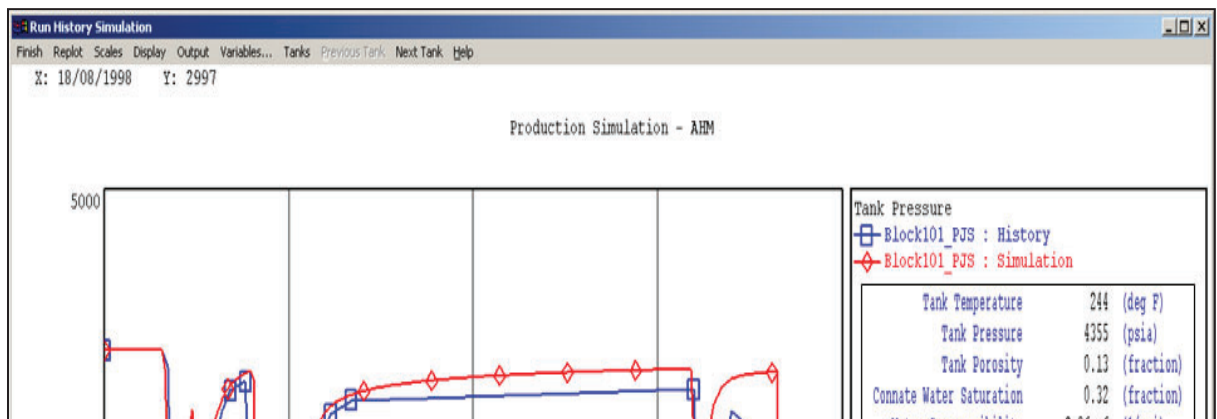 Run History Simulation
Finish Replot Scales Display Output Variables... Tanks Previous Tank Next Tank Help
X: 18/08/1998 Y: 2997
Production Simulation - AHM
5000
Tank Pressure
Block101_PJS : History
Block101_PJS : Simulation
Tank Temperature 244 (deg F)
Tank Pressure 4355 (psia)
Tank Porosity 0.13 (fraction)
Connate Water Saturation 0.32 (fraction)